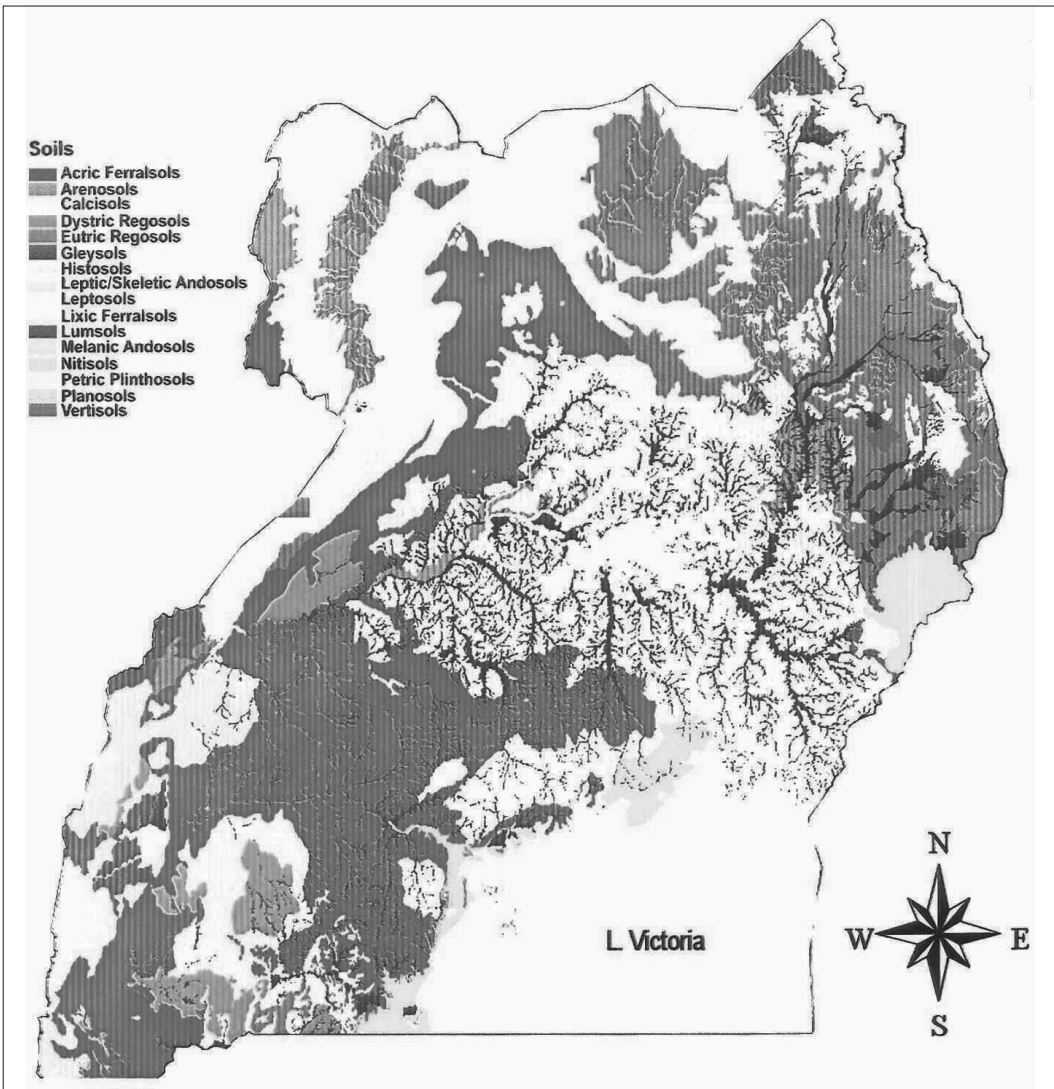 Soils
Acric Ferralsols
Arenosols
Calcisols
Dystric Regosols
Eutric Regosols
Gleysols
Histosols
Leptic/Skeletic Andosols
Leptosols
Lixic Ferralsols
Lumsols
Melanic Andosols
Nitisols
Petric Plinthosols
Planosols
Vertisols
N
W
E
S
L Victoria